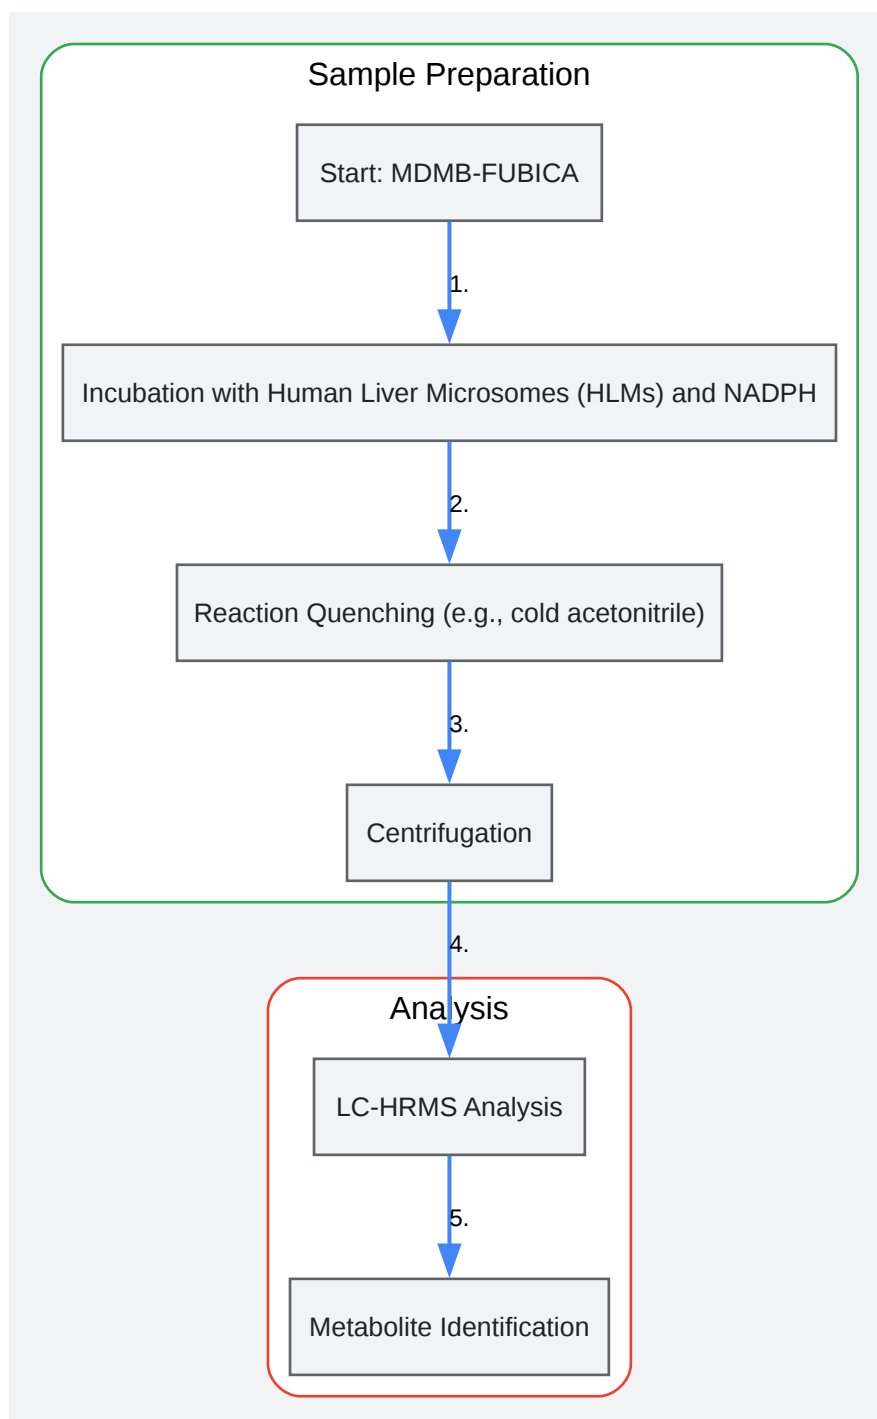 Sample Preparation
Start: MDMB-FUBICA
1.
Incubation with Human Liver Microsomes (HLMs) and NADPH
2.
Reaction Quenching (e.g., cold acetonitrile)
3.
Centrifugation
4.
Analysis
LC-HRMS Analysis
5.
Metabolite Identification